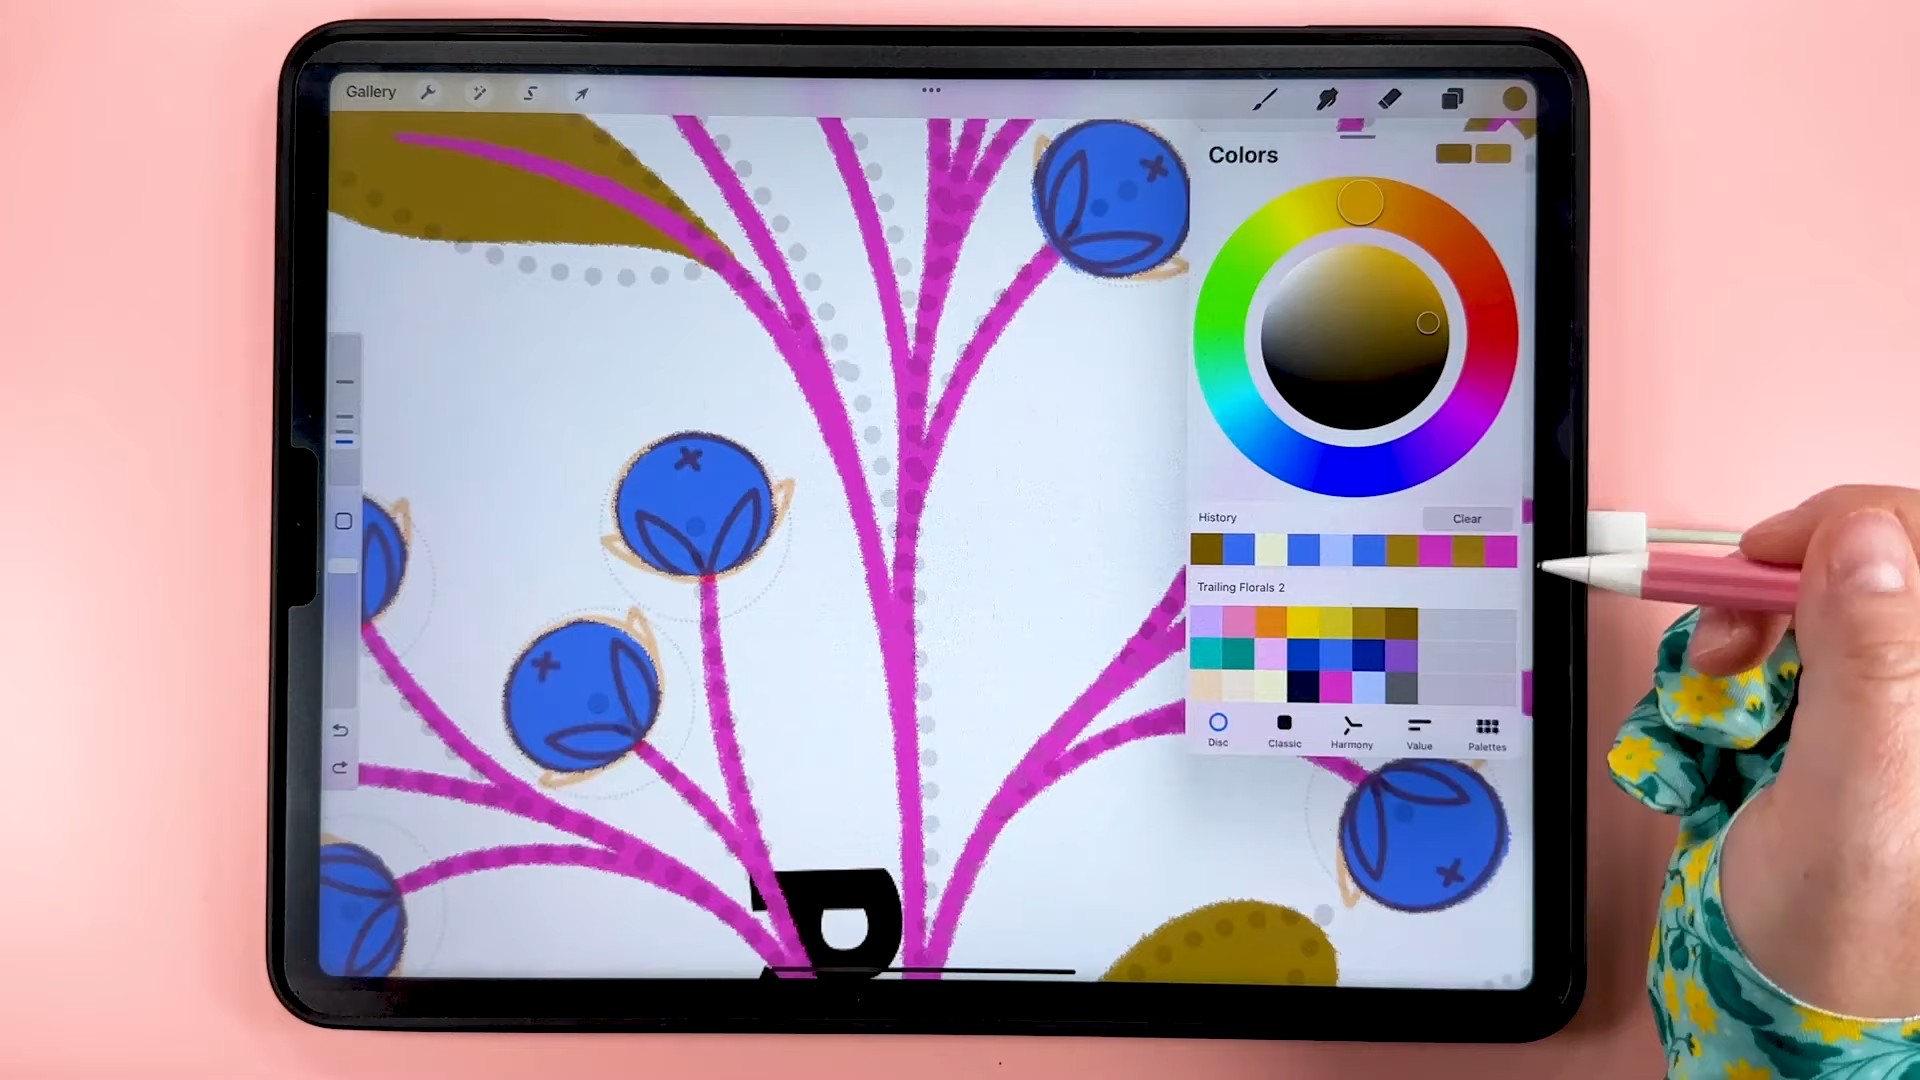 Gallery
Colors
History
Clear
Trailing Florals 2
Disc
Classic
Harmony
Value
Palettes